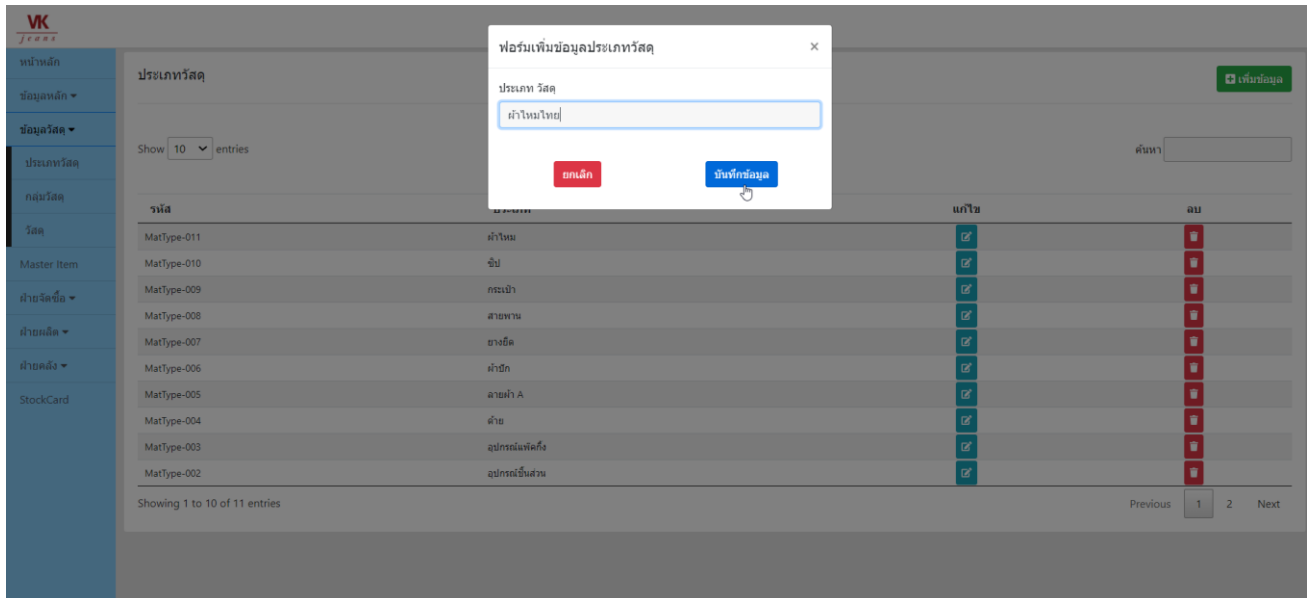 VK
jeans
หน้าหลัก
ข้อมูลหลัก
ข้อมูลวัสดุ
ประเภทวัสดุ
กลุ่มวัสดุ
วัสดุ
Master Item
ฝ่ายจัดซื้อ
ฝ่ายผลิต
ฝ่ายคลัง
StockCard
ฟอร์มเพิ่มข้อมูลประเภทวัสดุ ×
ประเภท วัสดุ
ผ้าไหมไทย
ยกเลิก บันทึกข้อมูล
ประเภทวัสดุ เพิ่มข้อมูล
Show 10 entries ค้นหา
รหัส ประเภท แก้ไข ลบ
MatType-011 ผ้าไหม
MatType-010 ซิป
MatType-009 กระเป๋า
MatType-008 สายพาน
MatType-007 ยางยืด
MatType-006 ผ้ายืด
MatType-005 ลายผ้า A
MatType-004 ด้าย
MatType-003 อุปกรณ์แพ็คกิ้ง
MatType-002 อุปกรณ์ชิ้นส่วน
Showing 1 to 10 of 11 entries Previous 1 2 Next